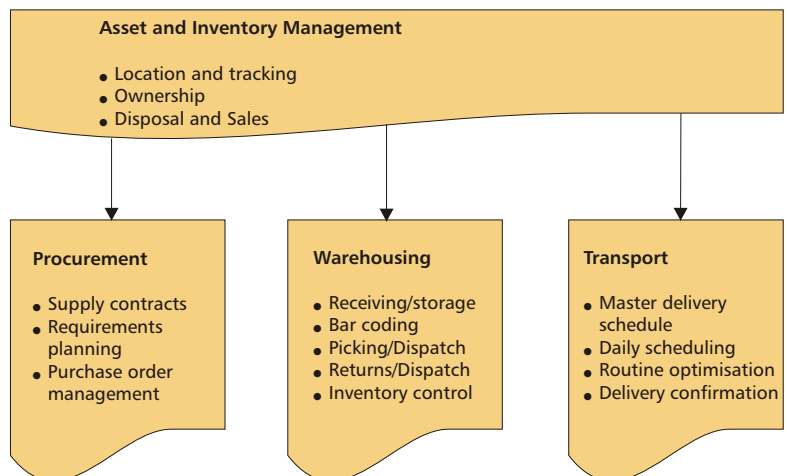 Asset and Inventory Management
● Location and tracking
● Ownership
● Disposal and Sales
Procurement
● Supply contracts
● Requirements
planning
● Purchase order
management
Warehousing
● Receiving/storage
● Bar coding
● Picking/Dispatch
● Returns/Dispatch
● Inventory control
Transport
● Master delivery
schedule
● Daily scheduling
● Routine optimisation
● Delivery confirmation